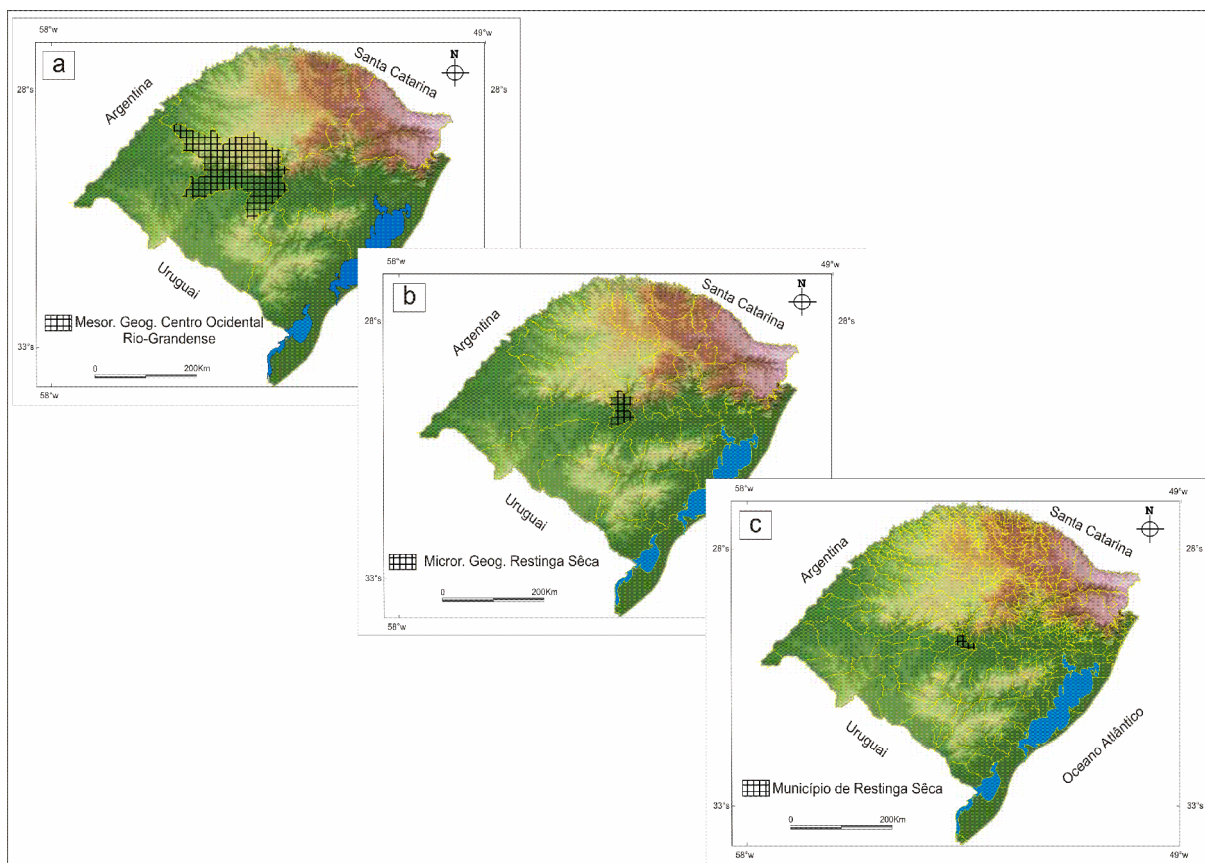 58°w
49°w
a
Santa Catarina
N
28°s
28°s
Argentina
Uruguai
Mesor. Geog. Centro Ocidental
Rio-Grandense
33°s
0
200Km
58°w
58°w
49°w
b
Santa Catarina
N
28°s
28°s
Argentina
Uruguai
Micror. Geog. Restinga Sêca
33°s
0
200Km
58°w
58°w
49°w
c
Santa Catarina
N
28°s
28°s
Argentina
Uruguai
Oceano Atlântico
Município de Restinga Sêca
33°s
33°s
0
200Km
58°w
49°w